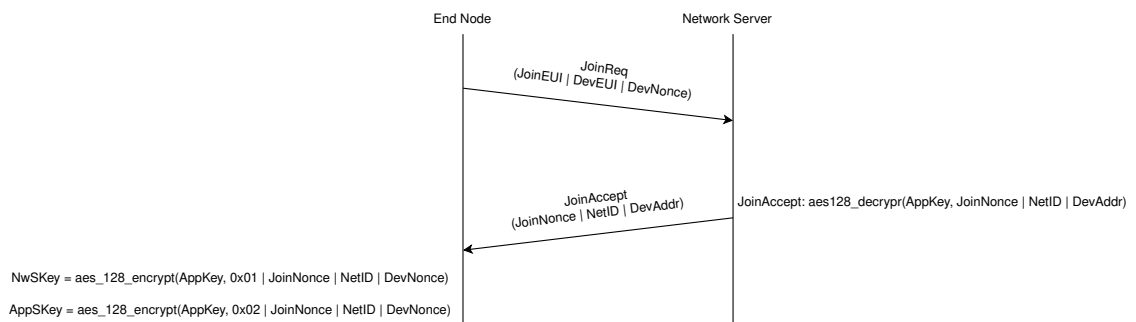 End Node
Network Server
JoinReq
(JoinEUI | DevEUI | DevNonce)
JoinAccept
(JoinNonce | NetID | DevAddr)
JoinAccept: aes128_decrypr(AppKey, JoinNonce | NetID | DevAddr)
NwSKey = aes_128_encrypt(AppKey, 0x01 | JoinNonce | NetID | DevNonce)
AppSKey = aes_128_encrypt(AppKey, 0x02 | JoinNonce | NetID | DevNonce)